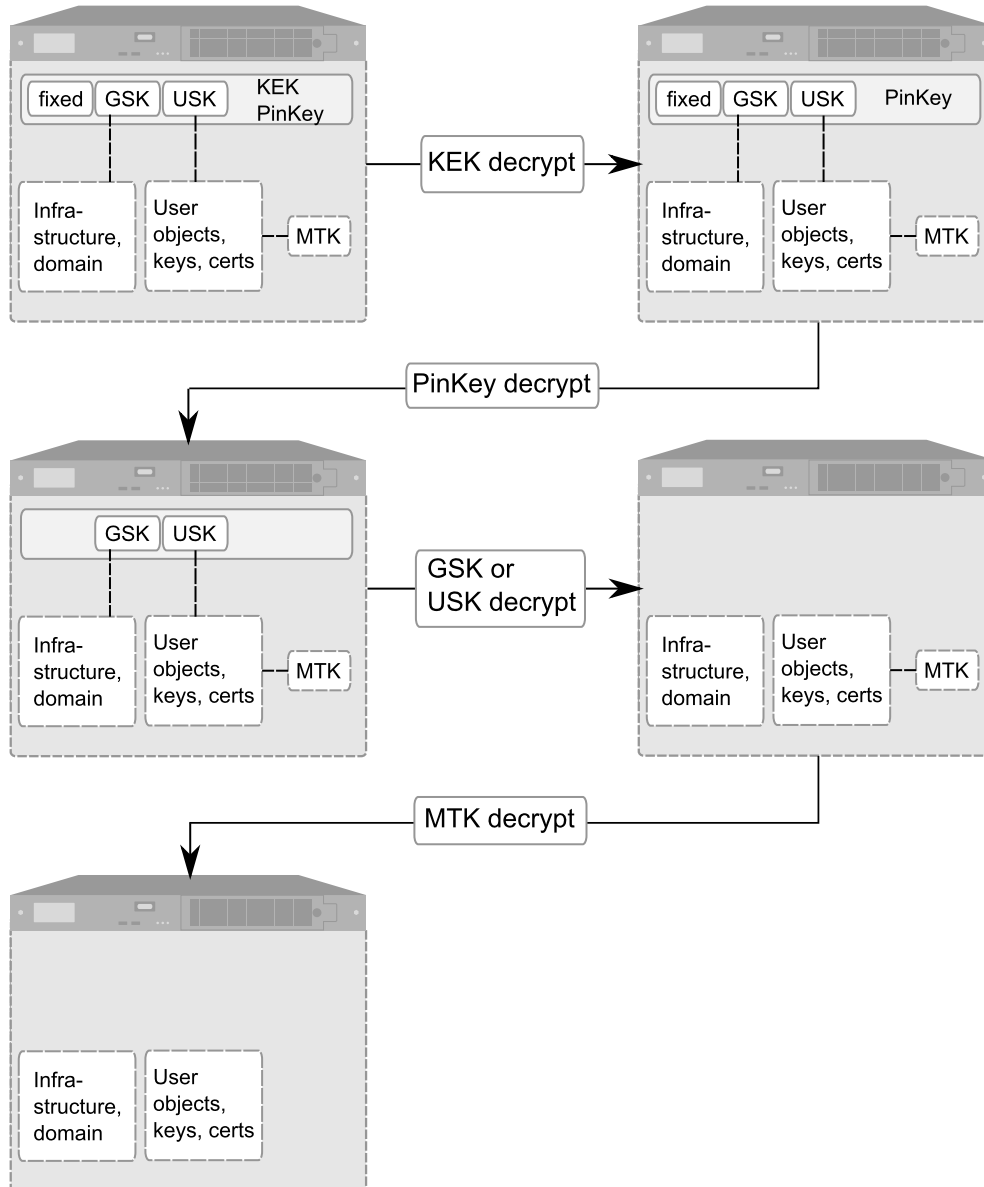 fixed GSK USK KEK
PinKey
fixed GSK USK PinKey
KEK decrypt
Infra-
structure,
domain
User
objects,
keys, certs
MTK
Infra-
structure,
domain
User
objects,
keys, certs
MTK
PinKey decrypt
GSK USK
GSK or
USK decrypt
Infra-
structure,
domain
User
objects,
keys, certs
MTK
Infra-
structure,
domain
User
objects,
keys, certs
MTK
MTK decrypt
Infra-
structure,
domain
User
objects,
keys, certs